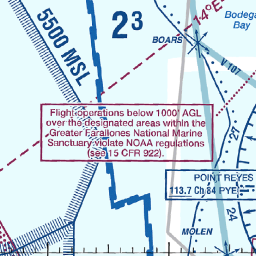 5500 MSL
2³
14°E
Bodega
Bay
BOARS
V 107
Flight operations below 1000' AGL
over the designated areas within the
Greater Farallones National Marine
Sanctuary violate NOAA regulations
(see 15 CFR 922).
27
POINT REYES
113.7 Ch 84 PYE
24
MOLEN